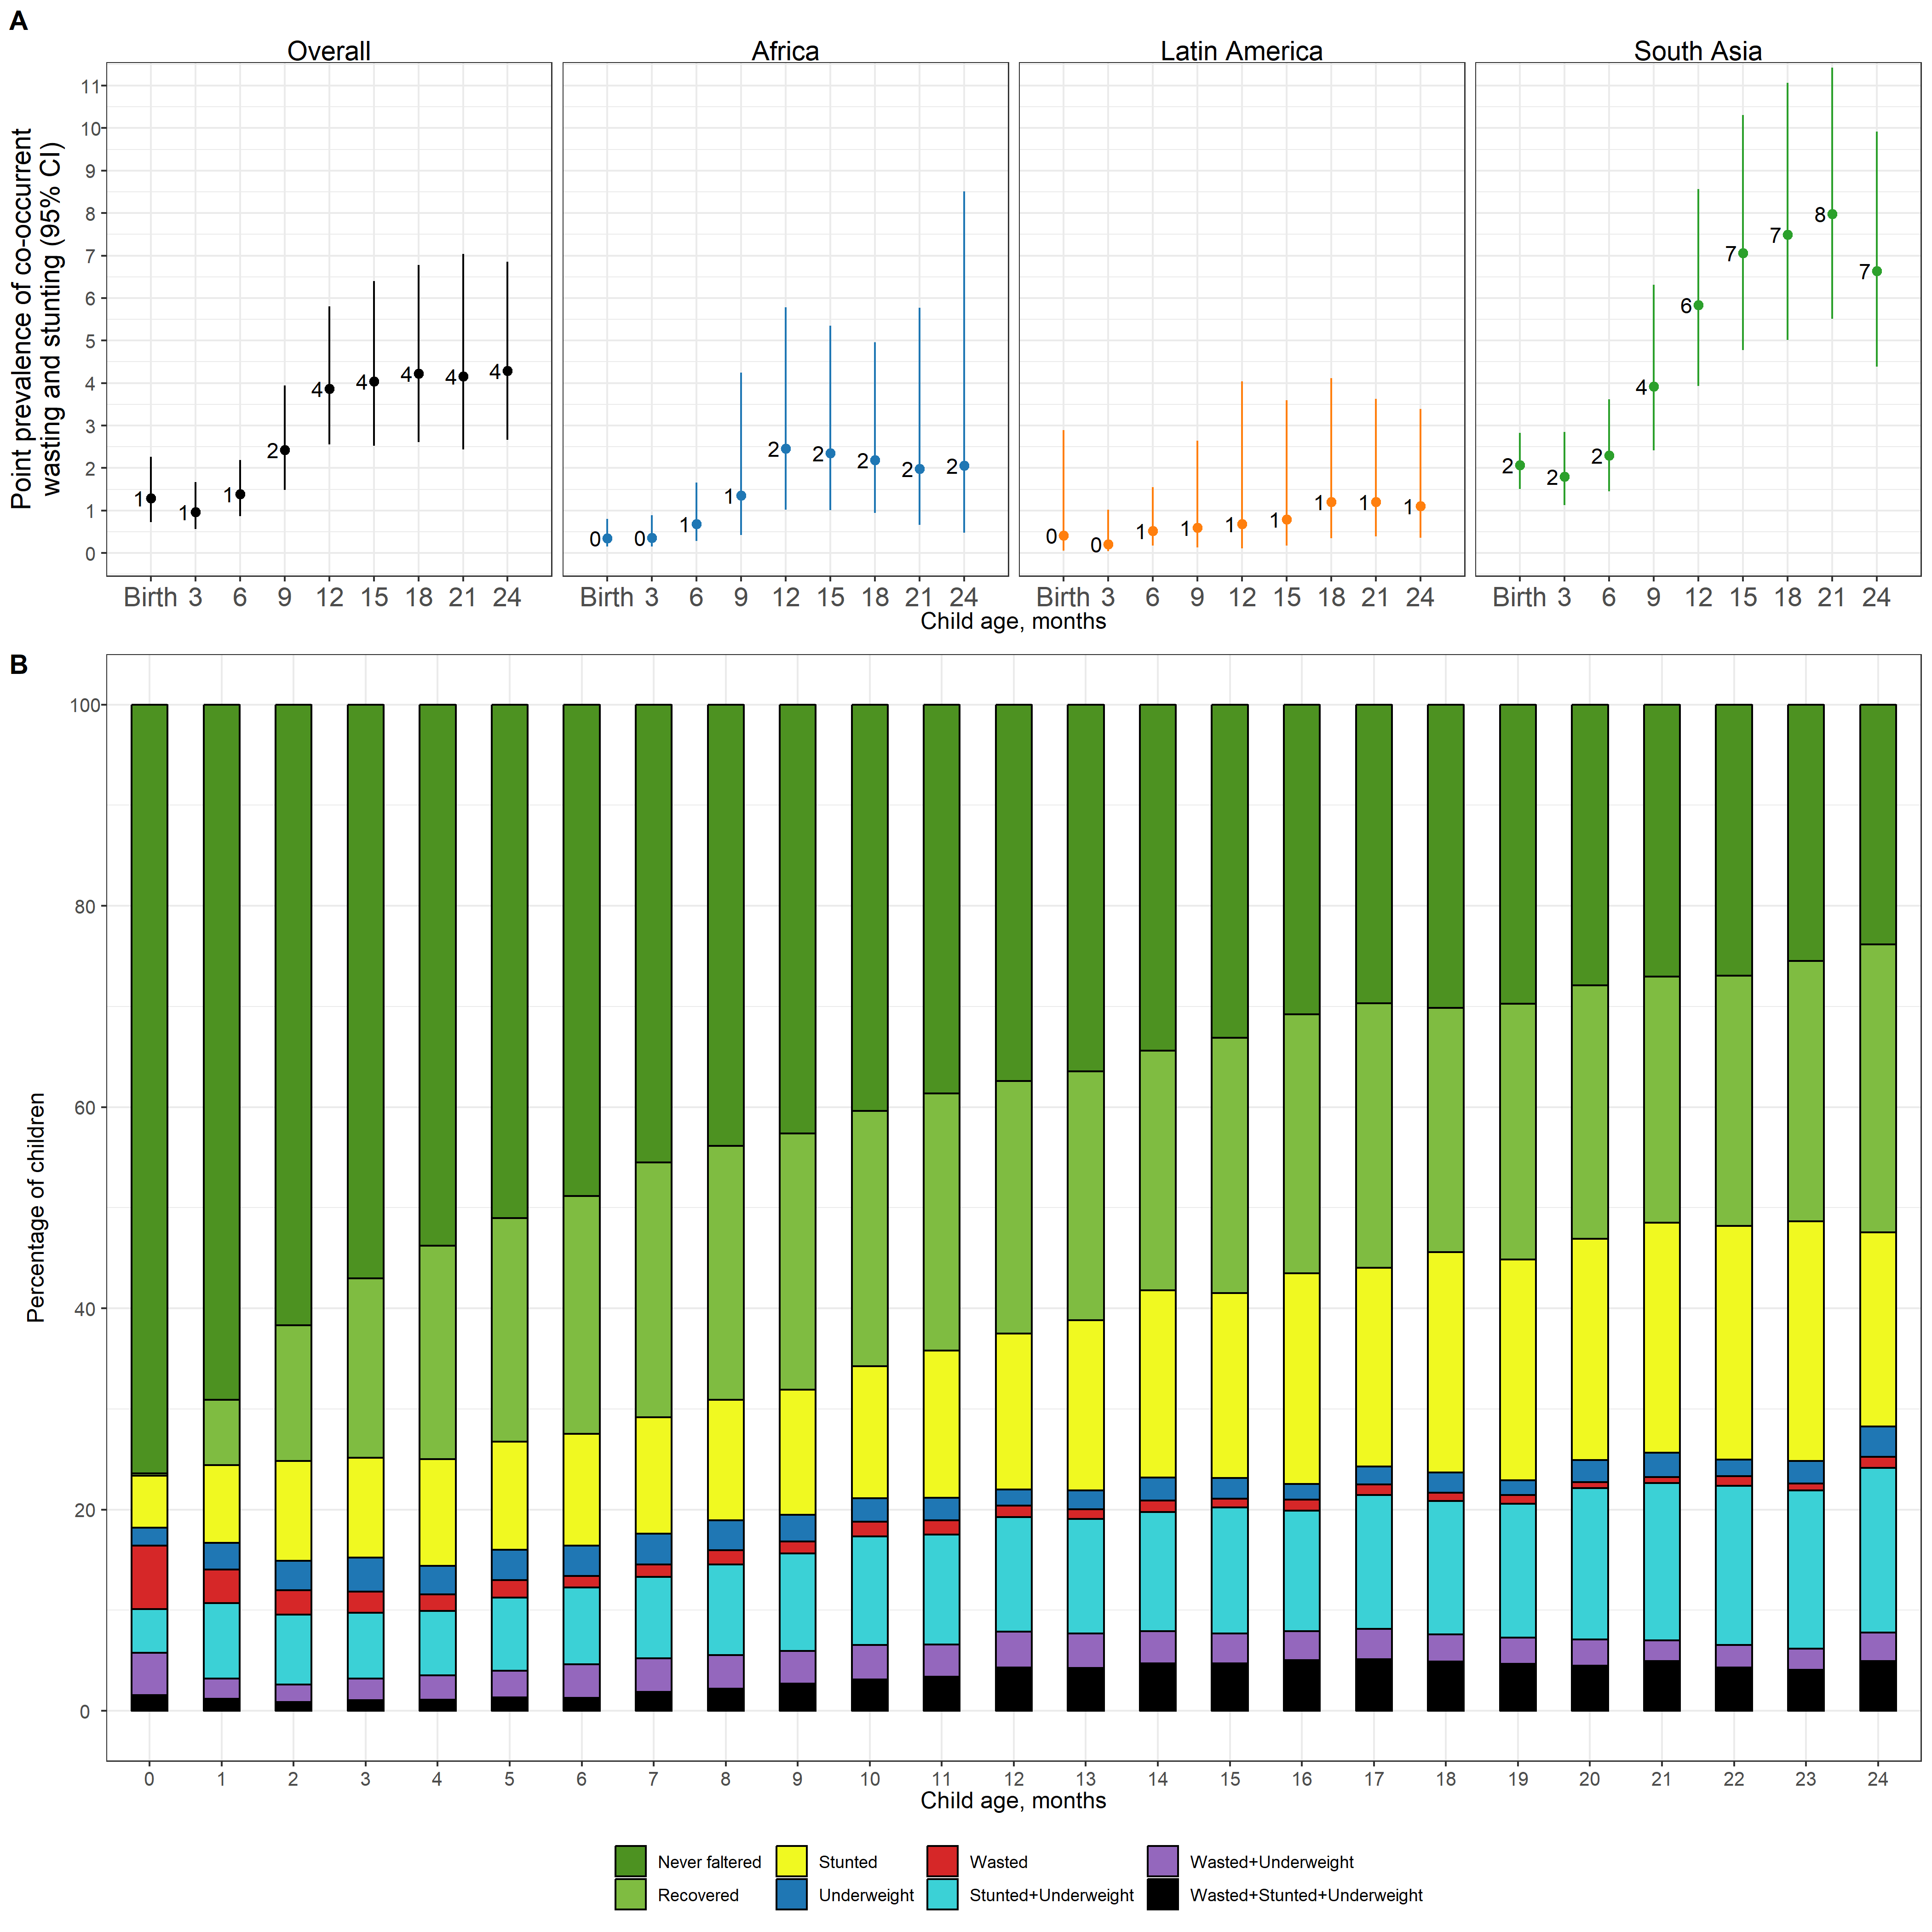 A
Overall
Africa
Latin America
South Asia
Point prevalence of co-occurrent
wasting and stunting (95% CI)
11
10
9
8
7
6
5
4
3
2
1
0
1 1 1 2 4 4 4 4 4
0 0 1 1 2 2 2 2 2
0 0 1 1 1 1 1 1 1
2 2 2 4 6 7 7 8 7
Birth 3 6 9 12 15 18 21 24
Birth 3 6 9 12 15 18 21 24
Birth 3 6 9 12 15 18 21 24
Birth 3 6 9 12 15 18 21 24
Child age, months
B
Percentage of children
100
80
60
40
20
0
0 1 2 3 4 5 6 7 8 9 10 11 12 13 14 15 16 17 18 19 20 21 22 23 24
Child age, months
Never faltered
Stunted
Wasted
Wasted+Underweight
Recovered
Underweight
Stunted+Underweight
Wasted+Stunted+Underweight